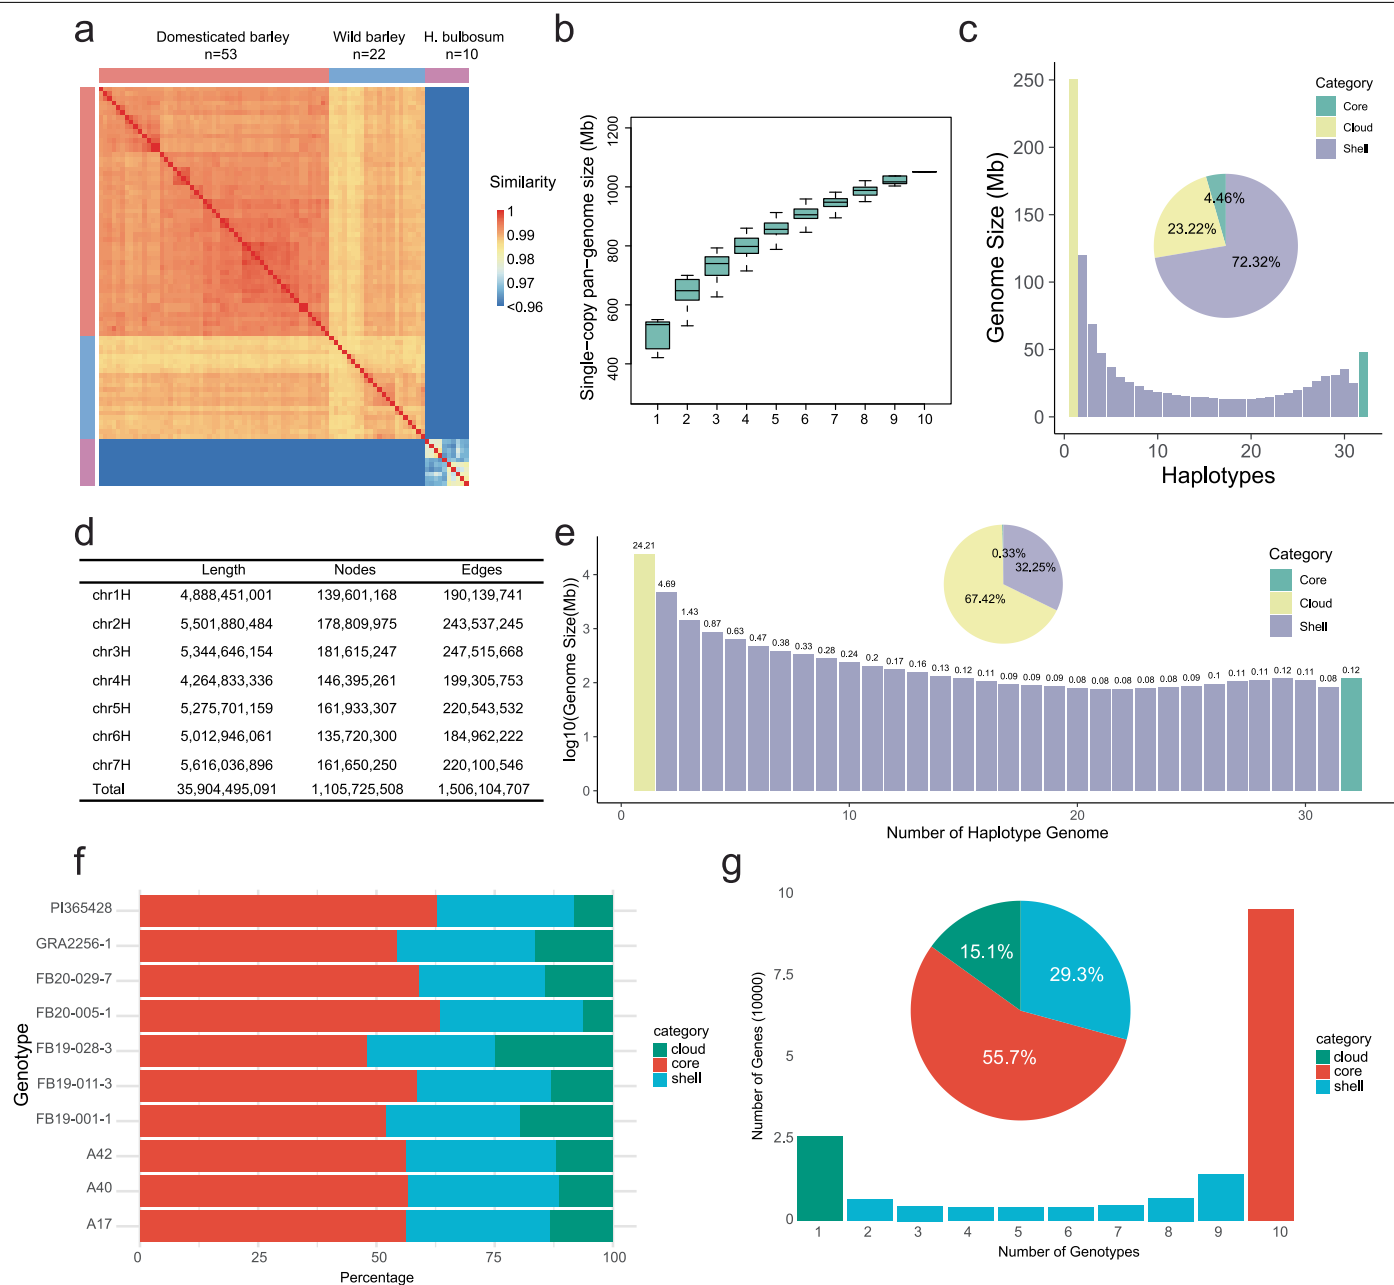 a
Domesticated barley
n=53
Wild barley
n=22
H. bulbosum
n=10
Similarity
1
0.99
0.98
0.97
<0.96
b
Single−copy pan−genome size (Mb)
1200
1000
800
600
400
1 2 3 4 5 6 7 8 9 10
c
Genome Size (Mb)
250
200
150
100
50
0
0 10 20 30
Haplotypes
Category
Core
Cloud
Shell
4.46%
23.22%
72.32%
d
Length Nodes Edges
chr1H 4,888,451,001 139,601,168 190,139,741
chr2H 5,501,880,484 178,809,975 243,537,245
chr3H 5,344,646,154 181,615,247 247,515,668
chr4H 4,264,833,336 146,395,261 199,305,753
chr5H 5,275,701,159 161,933,307 220,543,532
chr6H 5,012,946,061 135,720,300 184,962,222
chr7H 5,616,036,896 161,650,250 220,100,546
Total 35,904,495,091 1,105,725,508 1,506,104,707
e
log10(Genome Size(Mb))
4
3
2
1
0
24.21 4.69 1.43 0.87 0.63 0.47 0.38 0.33 0.28 0.24 0.2 0.17 0.16 0.13 0.12 0.11 0.09 0.09 0.09 0.08 0.08 0.08 0.08 0.08 0.09 0.1 0.11 0.11 0.12 0.11 0.08 0.12
0 10 20 30
Number of Haplotype Genome
0.33%
32.25%
67.42%
Category
Core
Cloud
Shell
f
Genotype
PI365428
GRA2256-1
FB20-029-7
FB20-005-1
FB19-028-3
FB19-011-3
FB19-001-1
A42
A40
A17
0 25 50 75 100
Percentage
category
cloud
core
shell
g
Number of Genes (10000)
10
7.5
5
2.5
0
1 2 3 4 5 6 7 8 9 10
Number of Genotypes
15.1%
29.3%
55.7%
category
cloud
core
shell